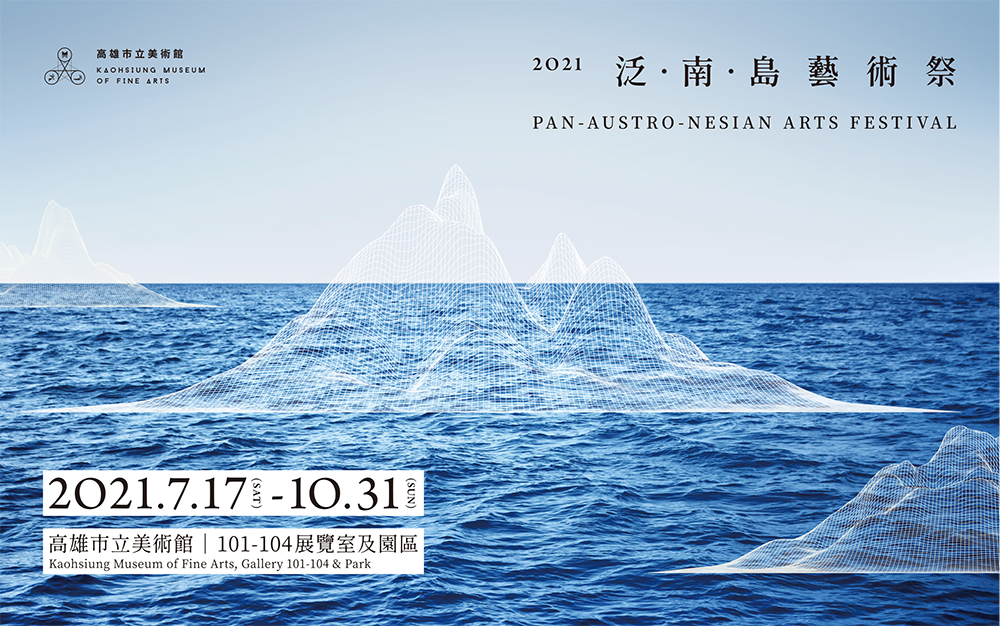 高雄市立美術館
KAOHSIUNG MUSEUM
OF FINE ARTS
2021 泛·南·島藝術祭
PAN-AUSTRO-NESIAN ARTS FESTIVAL
2021.7.17(SAT)-10.31(SUN)
高雄市立美術館｜101-104展覽室及園區
Kaohsiung Museum of Fine Arts, Gallery 101-104 & Park